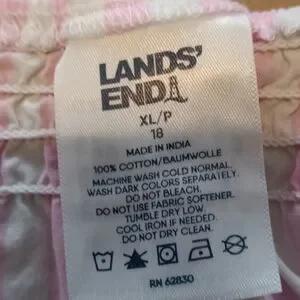 LANDS'
END
XL/P
18
MADE IN INDIA
100% COTTON/BAUMWOLLE
MACHINE WASH COLD NORMAL.
WASH DARK COLORS SEPARATELY.
DO NOT BLEACH.
DO NOT USE FABRIC SOFTENER.
TUMBLE DRY LOW.
COOL IRON IF NEEDED.
DO NOT DRY CLEAN.
RN 62830